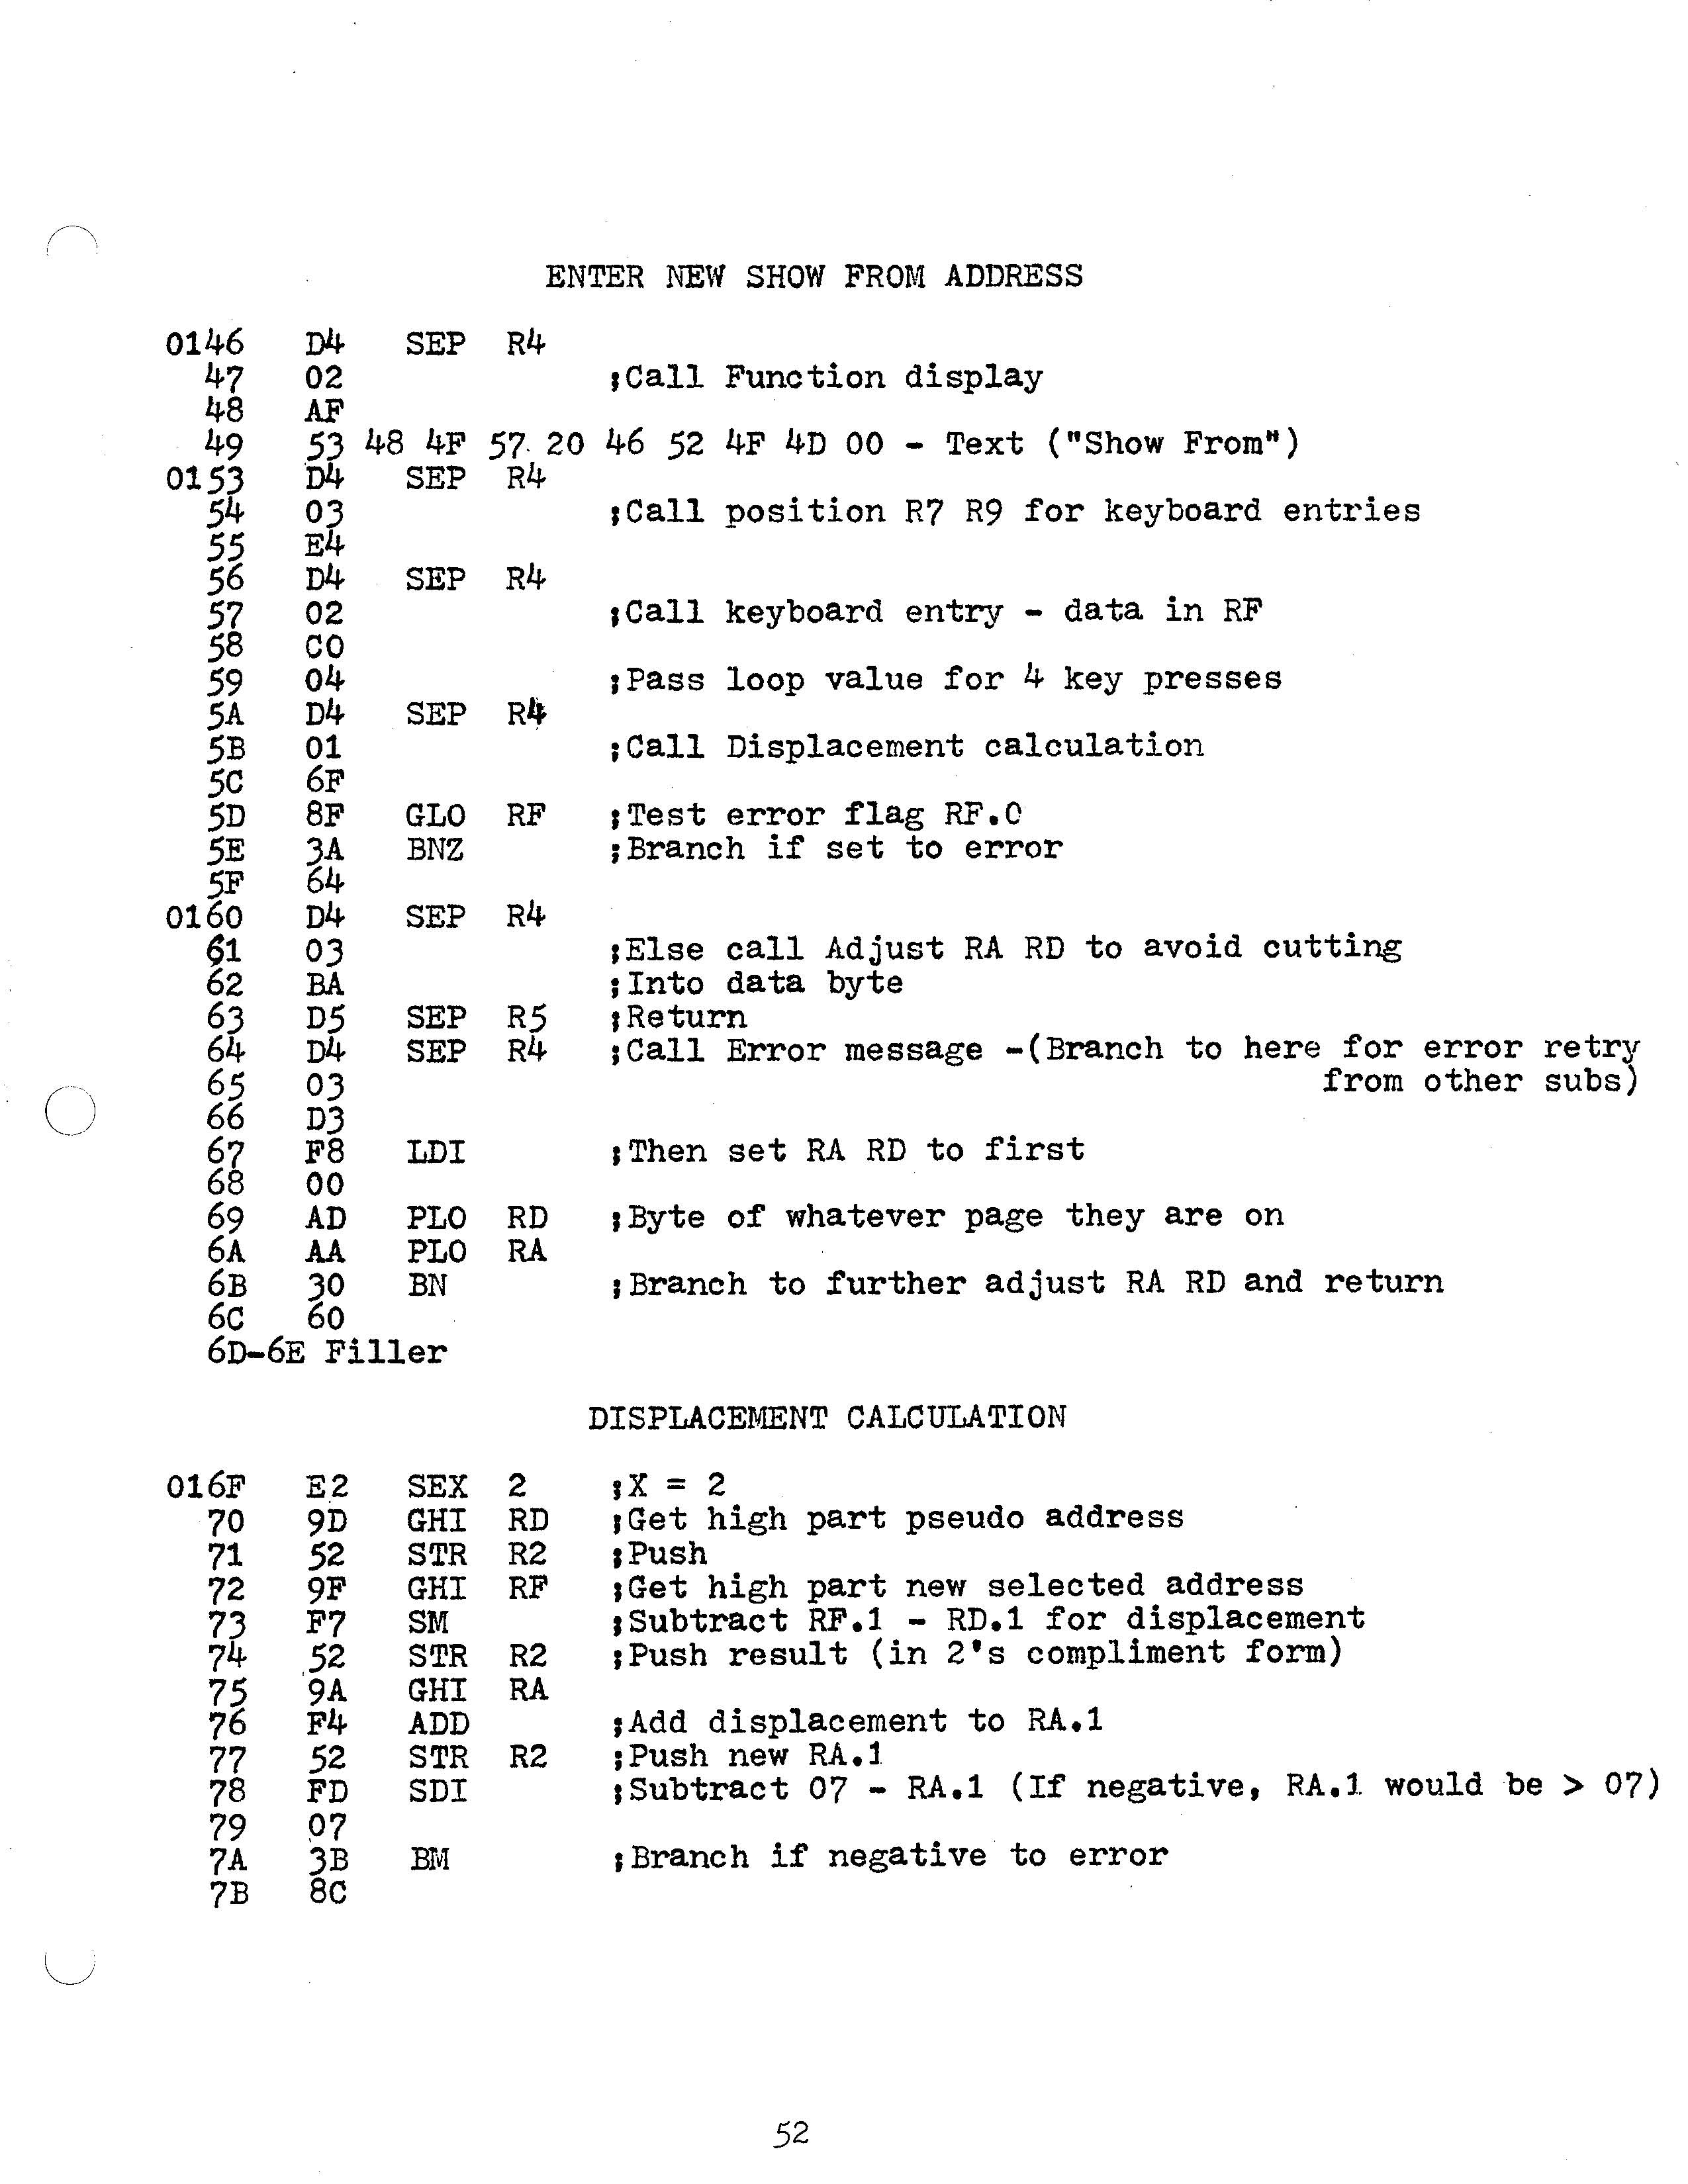 ENTER NEW SHOW FROM ADDRESS
0146 D4 SEP R4
47 02 ;Call Function display
48 AF
49 53 48 4F 57 20 46 52 4F 4D 00 - Text ("Show From")
0153 D4 SEP R4
54 03 ;Call position R7 R9 for keyboard entries
55 E4
56 D4 SEP R4
57 02 ;Call keyboard entry - data in RF
58 C0
59 04 ;Pass loop value for 4 key presses
5A D4 SEP R4
5B 01 ;Call Displacement calculation
5C 6F
5D 8F GLO RF ;Test error flag RF.0
5E 3A BNZ ;Branch if set to error
5F 64
0160 D4 SEP R4
61 03 ;Else call Adjust RA RD to avoid cutting
62 BA ;Into data byte
63 D5 SEP R5 ;Return
64 D4 SEP R4 ;Call Error message -(Branch to here for error retry
65 03 from other subs)
66 D3
67 F8 LDI ;Then set RA RD to first
68 00
69 AD PLO RD ;Byte of whatever page they are on
6A AA PLO RA
6B 30 BN ;Branch to further adjust RA RD and return
6C 60
6D-6E Filler
DISPLACEMENT CALCULATION
016F E2 SEX 2 ;X = 2
70 9D GHI RD ;Get high part pseudo address
71 52 STR R2 ;Push
72 9F GHI RF ;Get high part new selected address
73 F7 SM ;Subtract RF.1 - RD.1 for displacement
74 52 STR R2 ;Push result (in 2's compliment form)
75 9A GHI RA
76 F4 ADD ;Add displacement to RA.1
77 52 STR R2 ;Push new RA.1
78 FD SDI ;Subtract 07 - RA.1 (If negative, RA.1 would be > 07)
79 07
7A 3B BM ;Branch if negative to error
7B 8C
52